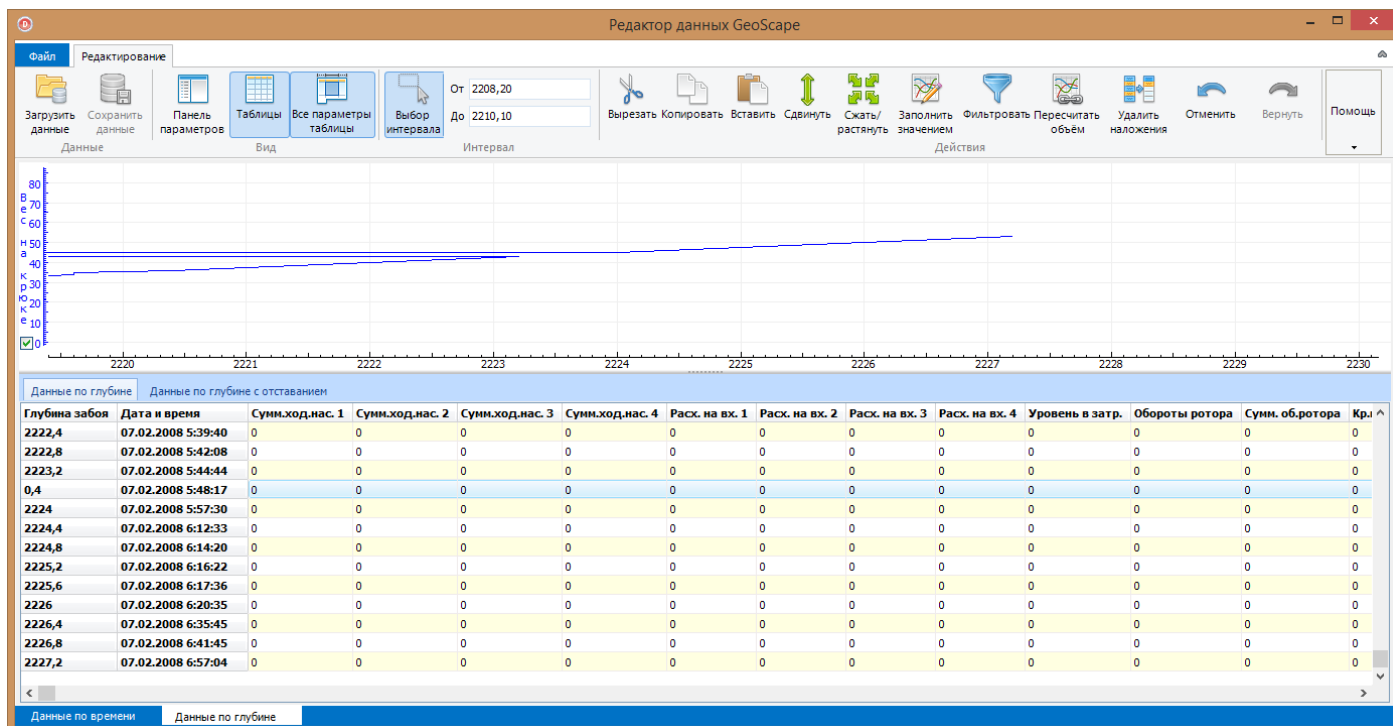 Редактор данных GeoScape
Файл Редактирование
От 2208,20
До 2210,10
Загрузить данные Сохранить данные Панель параметров Таблицы Все параметры таблицы Выбор интервала Вырезать Копировать Вставить Сдвинуть Сжать/ растянуть Заполнить значением Фильтровать Пересчитать объём Удалить наложения Отменить Вернуть Помощь
Данные Вид Интервал Действия
Вес на крюке
80
70
60
50
40
30
20
10
0
2220 2221 2222 2223 2224 2225 2226 2227 2228 2229 2230
Данные по глубине Данные по глубине с отставанием
Глубина забоя Дата и время Сумм.ход.нас. 1 Сумм.ход.нас. 2 Сумм.ход.нас. 3 Сумм.ход.нас. 4 Расх. на вх. 1 Расх. на вх. 2 Расх. на вх. 3 Расх. на вх. 4 Уровень в затр. Обороты ротора Сумм. об.ротора
2222,4 07.02.2008 5:39:40 0 0 0 0 0 0 0 0 0 0 0 0
2222,8 07.02.2008 5:42:08 0 0 0 0 0 0 0 0 0 0 0 0
2223,2 07.02.2008 5:44:44 0 0 0 0 0 0 0 0 0 0 0 0
0,4 07.02.2008 5:48:17 0 0 0 0 0 0 0 0 0 0 0 0
2224 07.02.2008 5:57:30 0 0 0 0 0 0 0 0 0 0 0 0
2224,4 07.02.2008 6:12:33 0 0 0 0 0 0 0 0 0 0 0 0
2224,8 07.02.2008 6:14:20 0 0 0 0 0 0 0 0 0 0 0 0
2225,2 07.02.2008 6:16:22 0 0 0 0 0 0 0 0 0 0 0 0
2225,6 07.02.2008 6:17:36 0 0 0 0 0 0 0 0 0 0 0 0
2226 07.02.2008 6:20:35 0 0 0 0 0 0 0 0 0 0 0 0
2226,4 07.02.2008 6:35:45 0 0 0 0 0 0 0 0 0 0 0 0
2226,8 07.02.2008 6:41:45 0 0 0 0 0 0 0 0 0 0 0 0
2227,2 07.02.2008 6:57:04 0 0 0 0 0 0 0 0 0 0 0 0
Данные по времени Данные по глубине